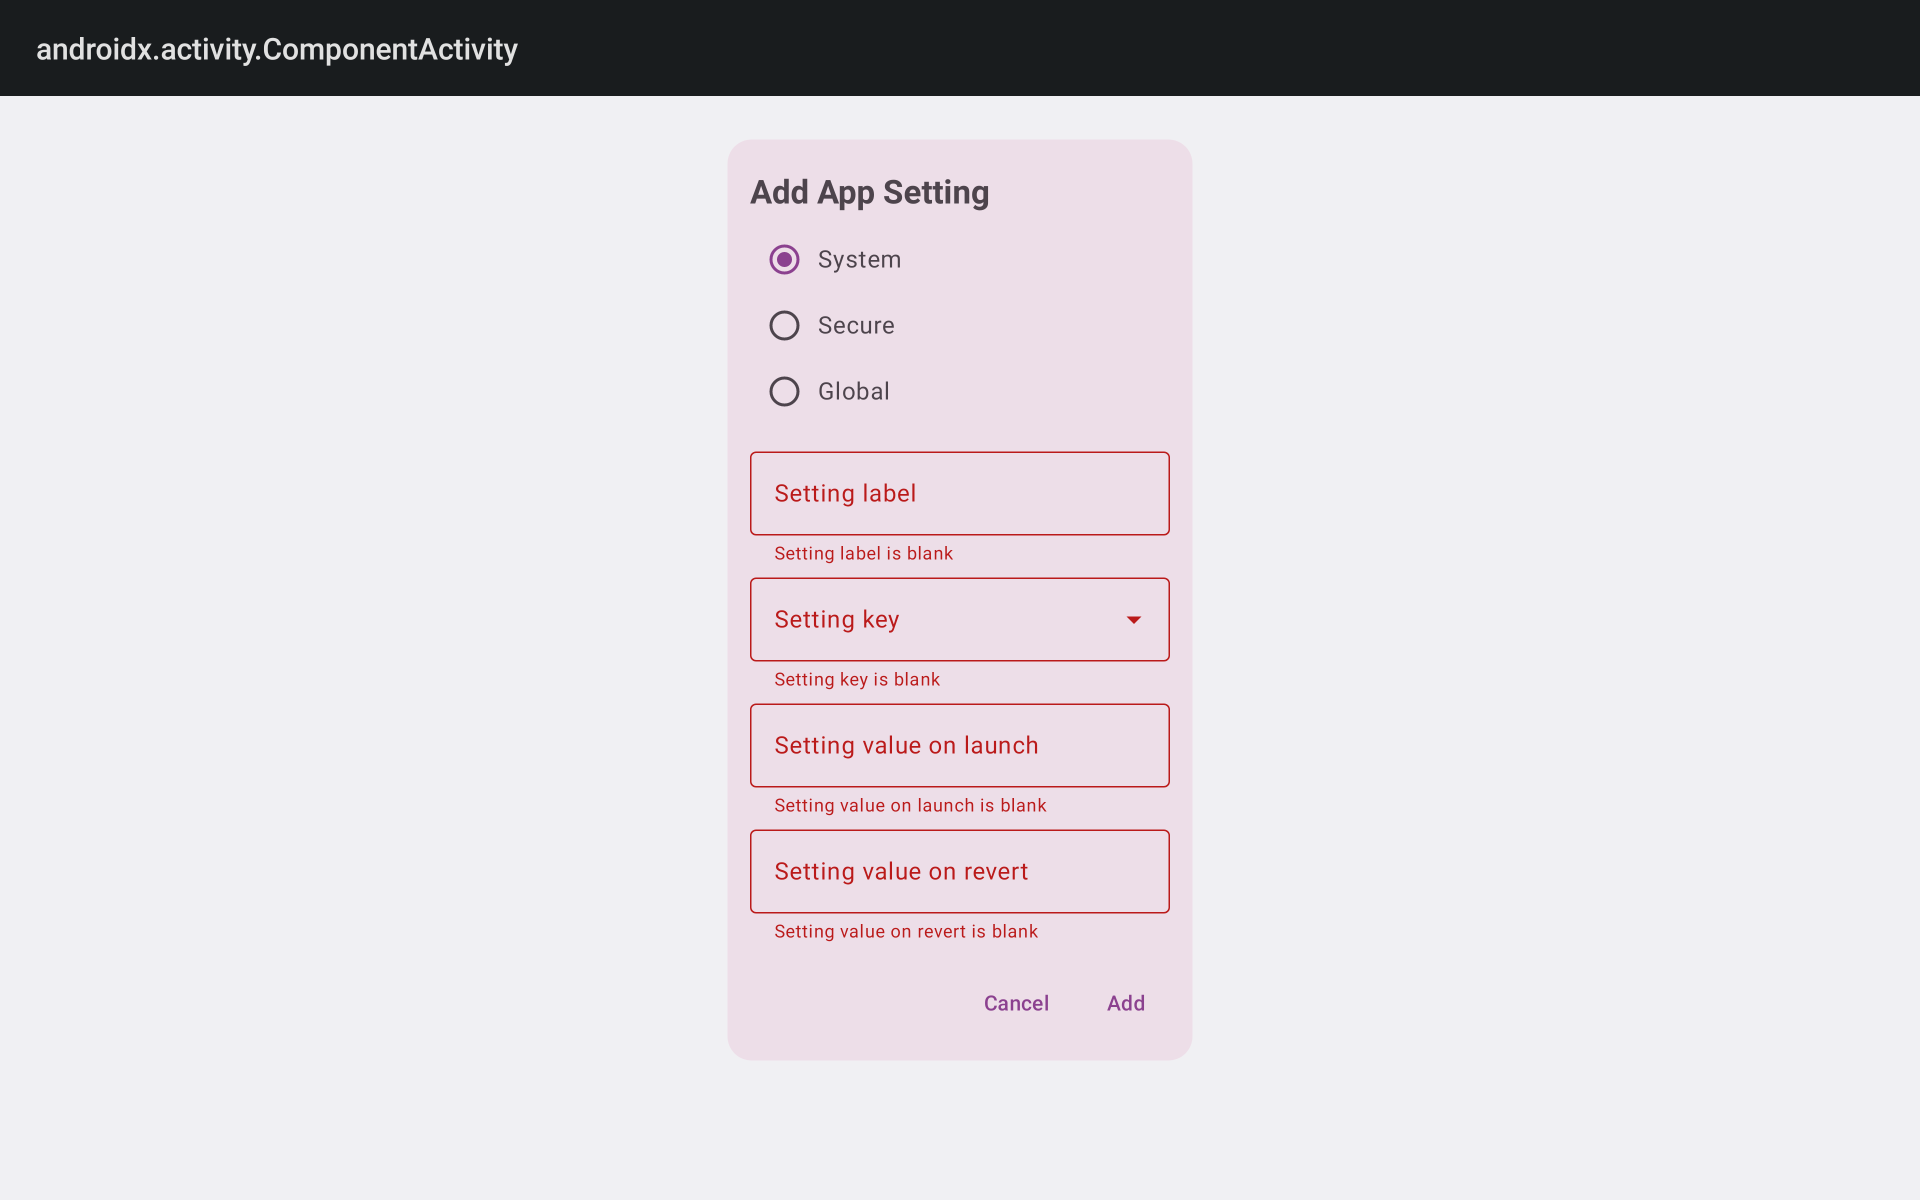 androidx.activity.ComponentActivity
Add App Setting
System
Secure
Global
Setting label
Setting label is blank
Setting key
Setting key is blank
Setting value on launch
Setting value on launch is blank
Setting value on revert
Setting value on revert is blank
Cancel Add